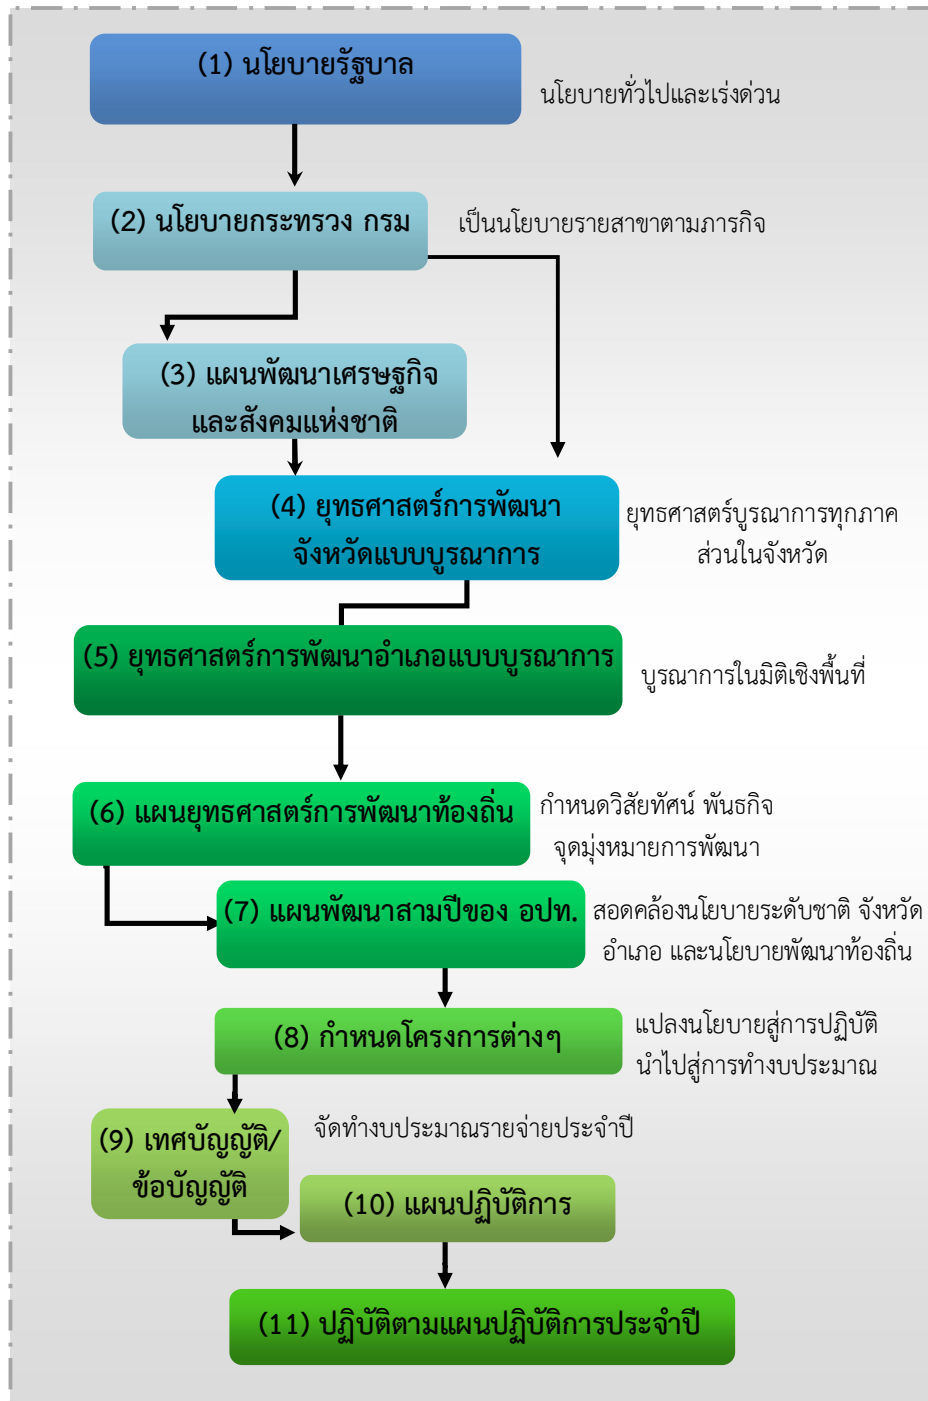 (1) นโยบายรัฐบาล
นโยบายทั่วไปและเร่งด่วน
(2) นโยบายกระทรวง กรม
เป็นนโยบายรายสาขาตามภารกิจ
(3) แผนพัฒนาเศรษฐกิจ
และสังคมแห่งชาติ
(4) ยุทธศาสตร์การพัฒนา
จังหวัดแบบบูรณาการ
ยุทธศาสตร์บูรณาการทุกภาค
ส่วนในจังหวัด
(5) ยุทธศาสตร์การพัฒนาอำเภอแบบบูรณาการ
บูรณาการในมิติเชิงพื้นที่
(6) แผนยุทธศาสตร์การพัฒนาท้องถิ่น
กำหนดวิสัยทัศน์ พันธกิจ
จุดมุ่งหมายการพัฒนา
(7) แผนพัฒนาสามปีของ อปท.
สอดคล้องนโยบายระดับชาติ จังหวัด
อำเภอ และนโยบายพัฒนาท้องถิ่น
(8) กำหนดโครงการต่างๆ
แปลงนโยบายสู่การปฏิบัติ
นำไปสู่การทำงบประมาณ
(9) เทศบัญญัติ/
ข้อบัญญัติ
จัดทำงบประมาณรายจ่ายประจำปี
(10) แผนปฏิบัติการ
(11) ปฏิบัติตามแผนปฏิบัติการประจำปี